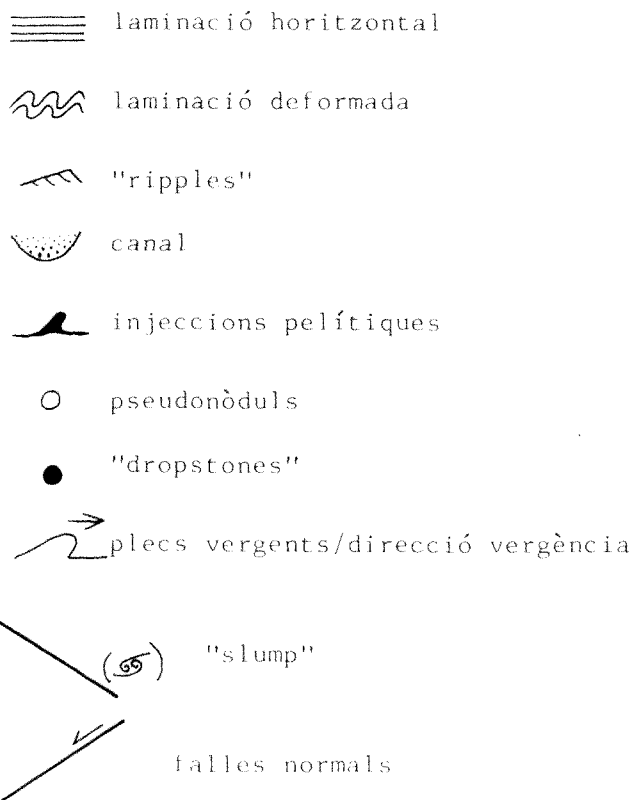 laminació horitzontal
laminació deformada
"ripples"
canal
injeccions pelítiques
pseudonòduls
"dropstones"
plecs vergents/direcció vergència
"slump"
falles normals